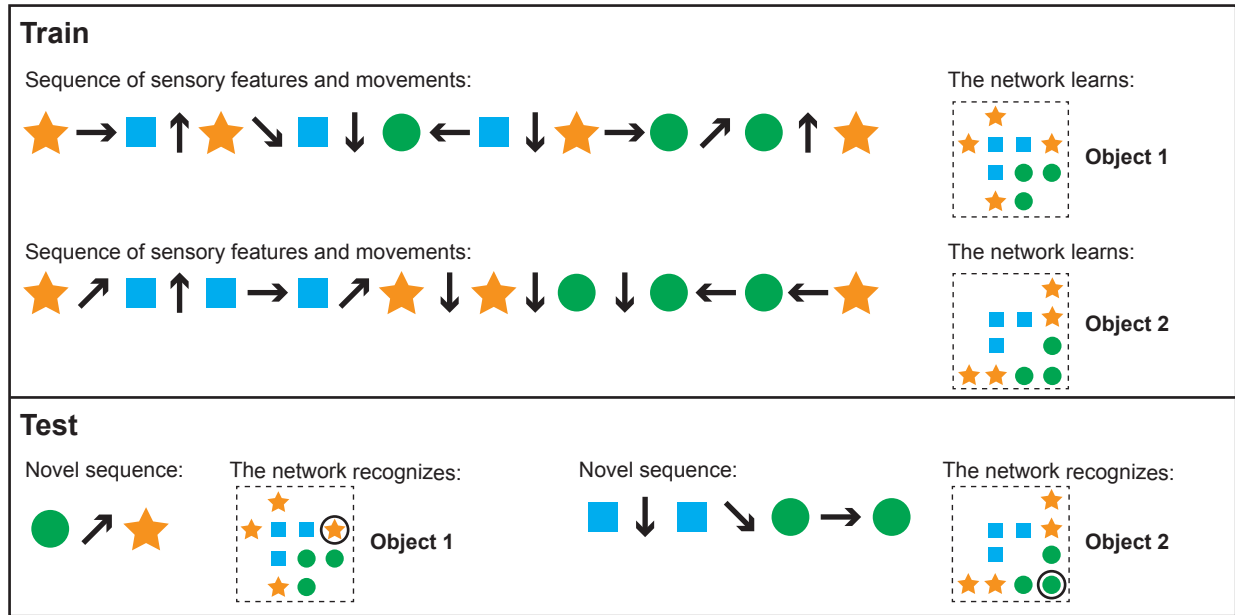 Train
Sequence of sensory features and movements:
The network learns:
Object 1
Sequence of sensory features and movements:
The network learns:
Object 2
Test
Novel sequence:
The network recognizes:
Object 1
Novel sequence:
The network recognizes:
Object 2